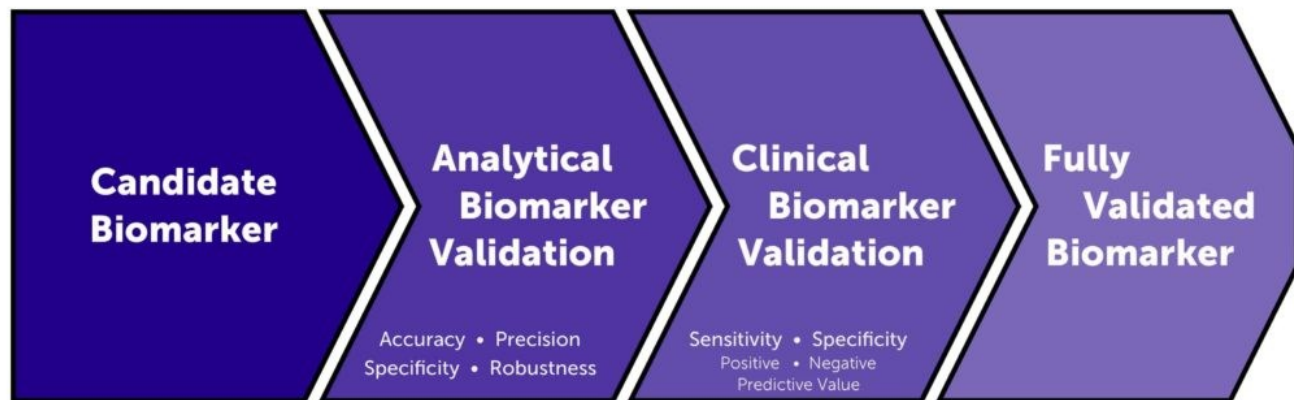 Candidate
Biomarker
Analytical
Biomarker
Validation
Accuracy • Precision
Specificity • Robustness
Clinical
Biomarker
Validation
Sensitivity • Specificity
Positive • Negative
Predictive Value
Fully
Validated
Biomarker